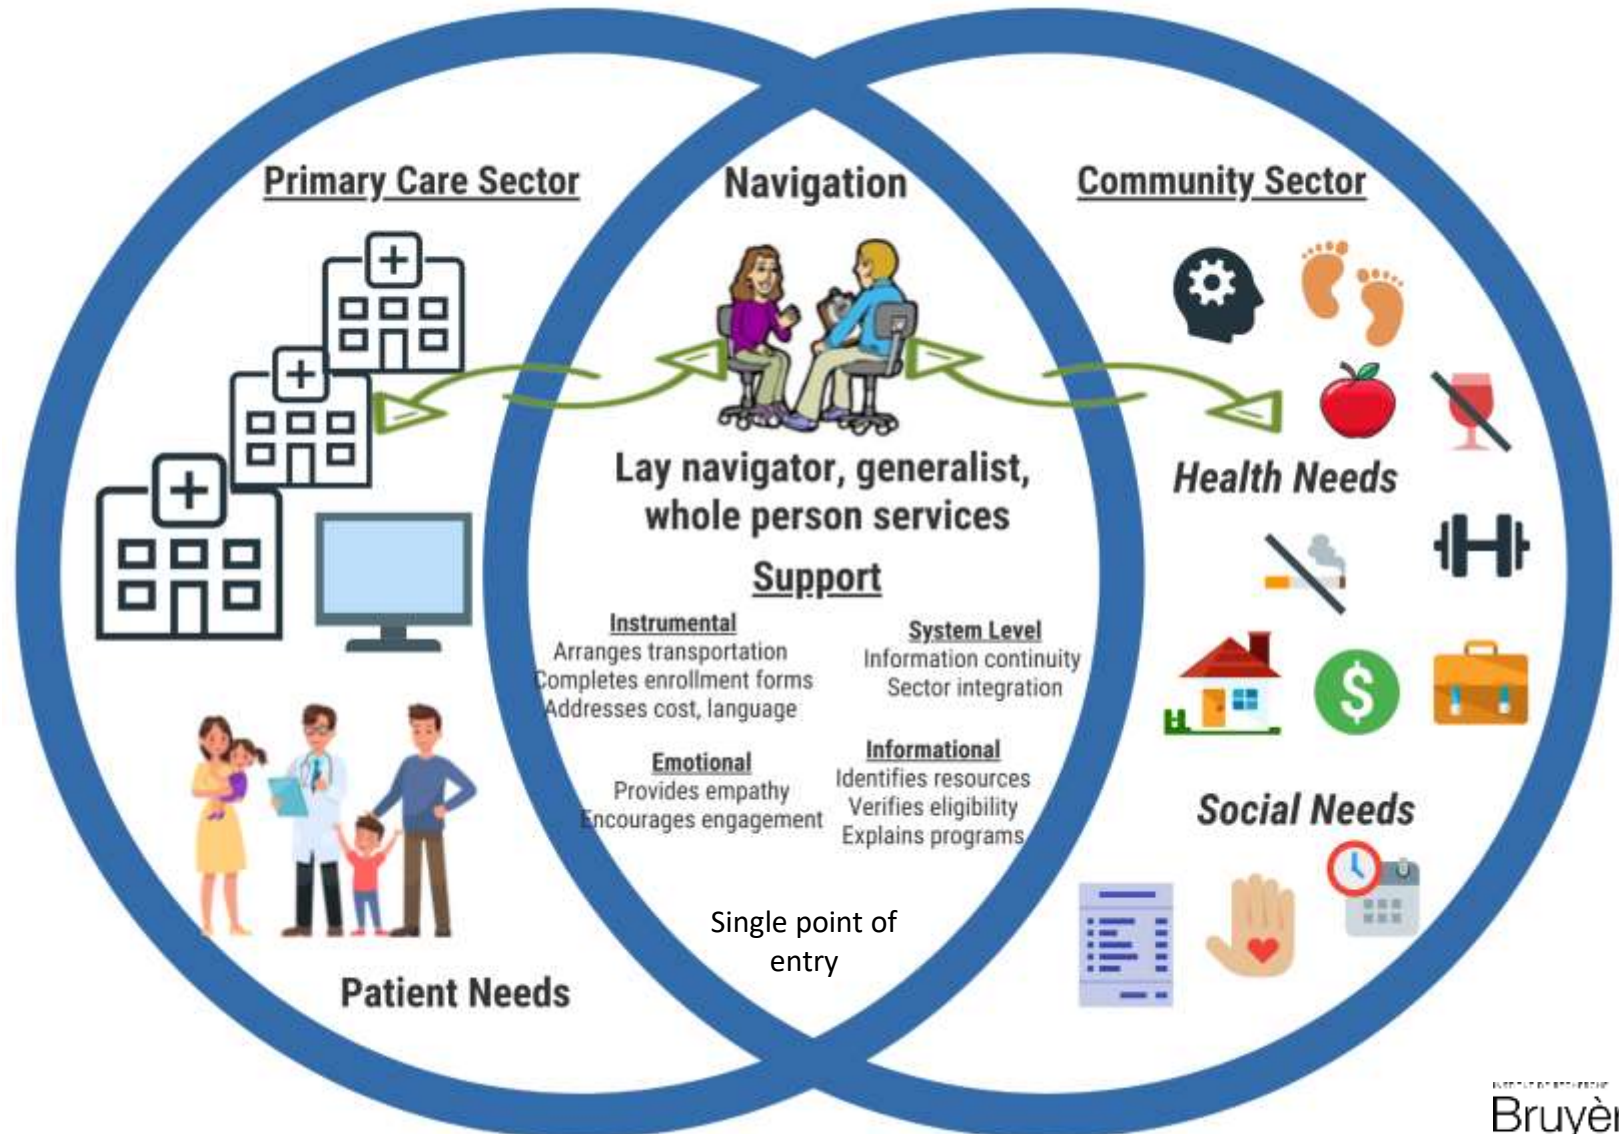 Primary Care Sector
Navigation
Community Sector
Lay navigator, generalist,
whole person services
Health Needs
Support
Instrumental
Arranges transportation
Completes enrollment forms
Addresses cost, language
System Level
Information continuity
Sector integration
Emotional
Provides empathy
Encourages engagement
Informational
Identifies resources
Verifies eligibility
Explains programs
Social Needs
Single point of
entry
Patient Needs